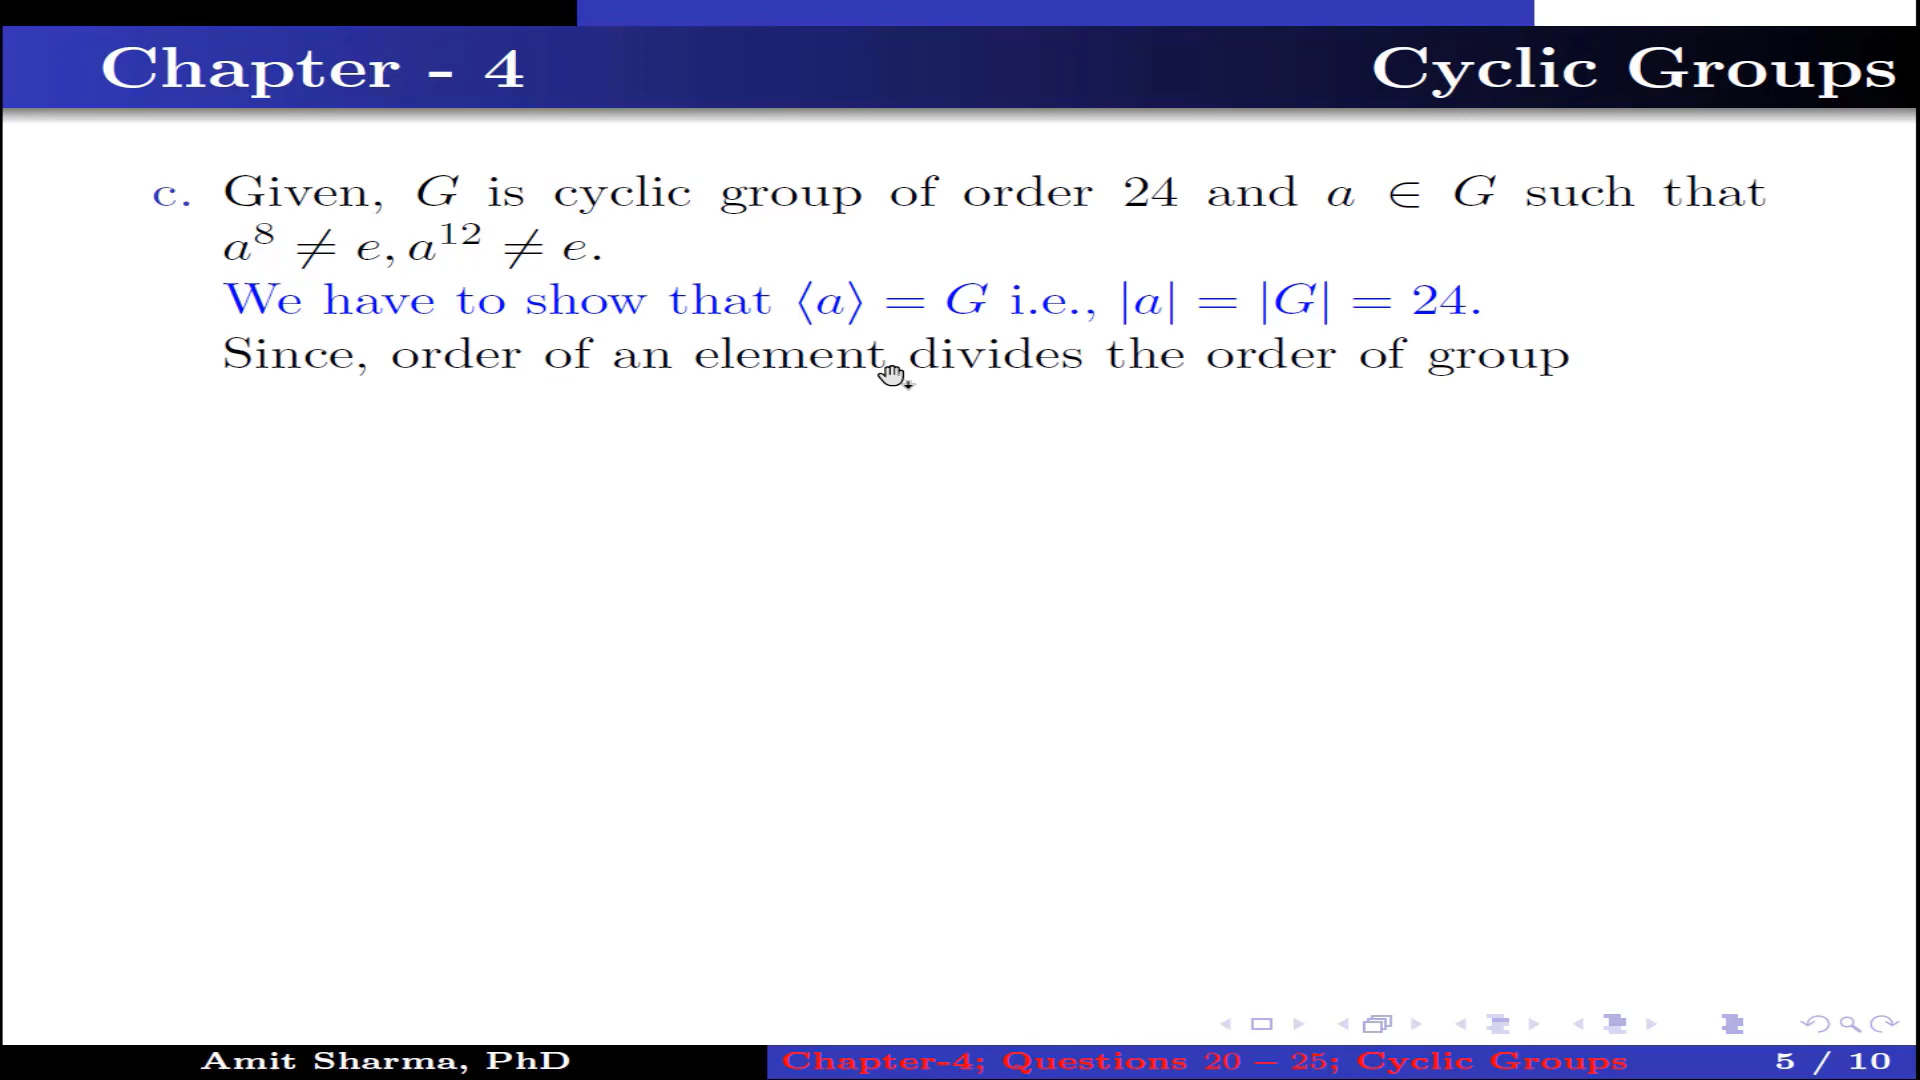 Chapter - 4
Cyclic Groups
c. Given, G is cyclic group of order 24 and a ∈ G such that
a⁸ ≠ e, a¹² ≠ e.
We have to show that ⟨a⟩ = G i.e., |a| = |G| = 24.
Since, order of an element divides the order of group
Amit Sharma, PhD
Chapter-4; Questions 20 – 25; Cyclic Groups
5 / 10